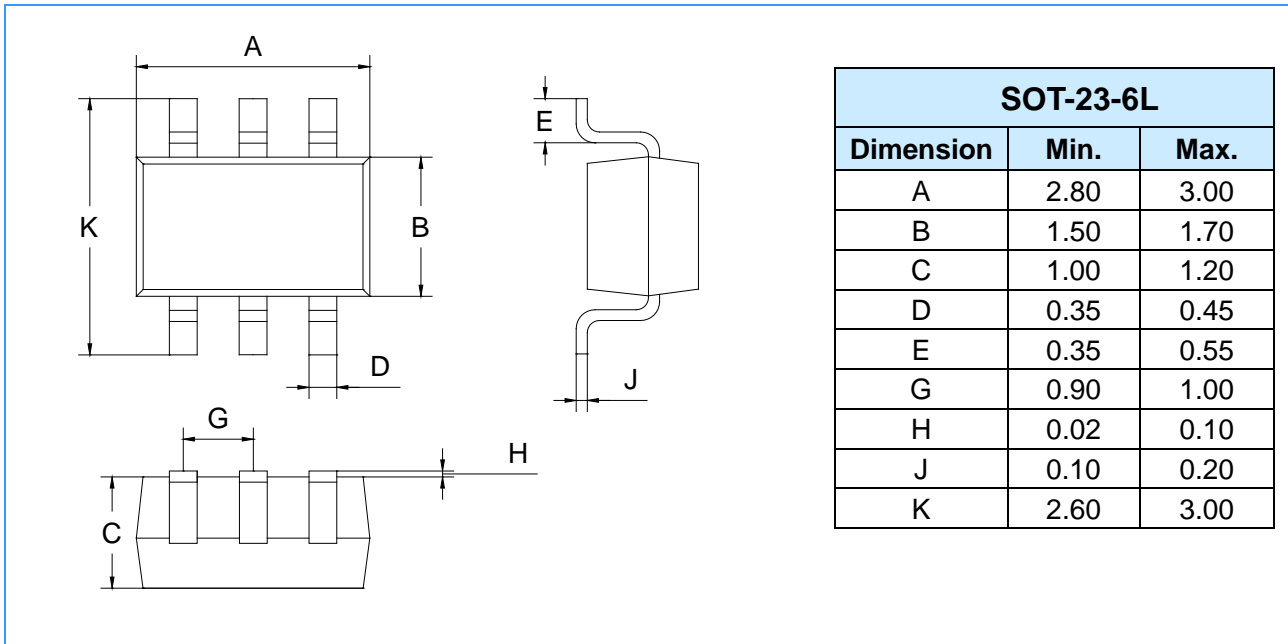 A
K
B
D
G
H
C
E
J
SOT-23-6L
Dimension Min. Max.
A 2.80 3.00
B 1.50 1.70
C 1.00 1.20
D 0.35 0.45
E 0.35 0.55
G 0.90 1.00
H 0.02 0.10
J 0.10 0.20
K 2.60 3.00